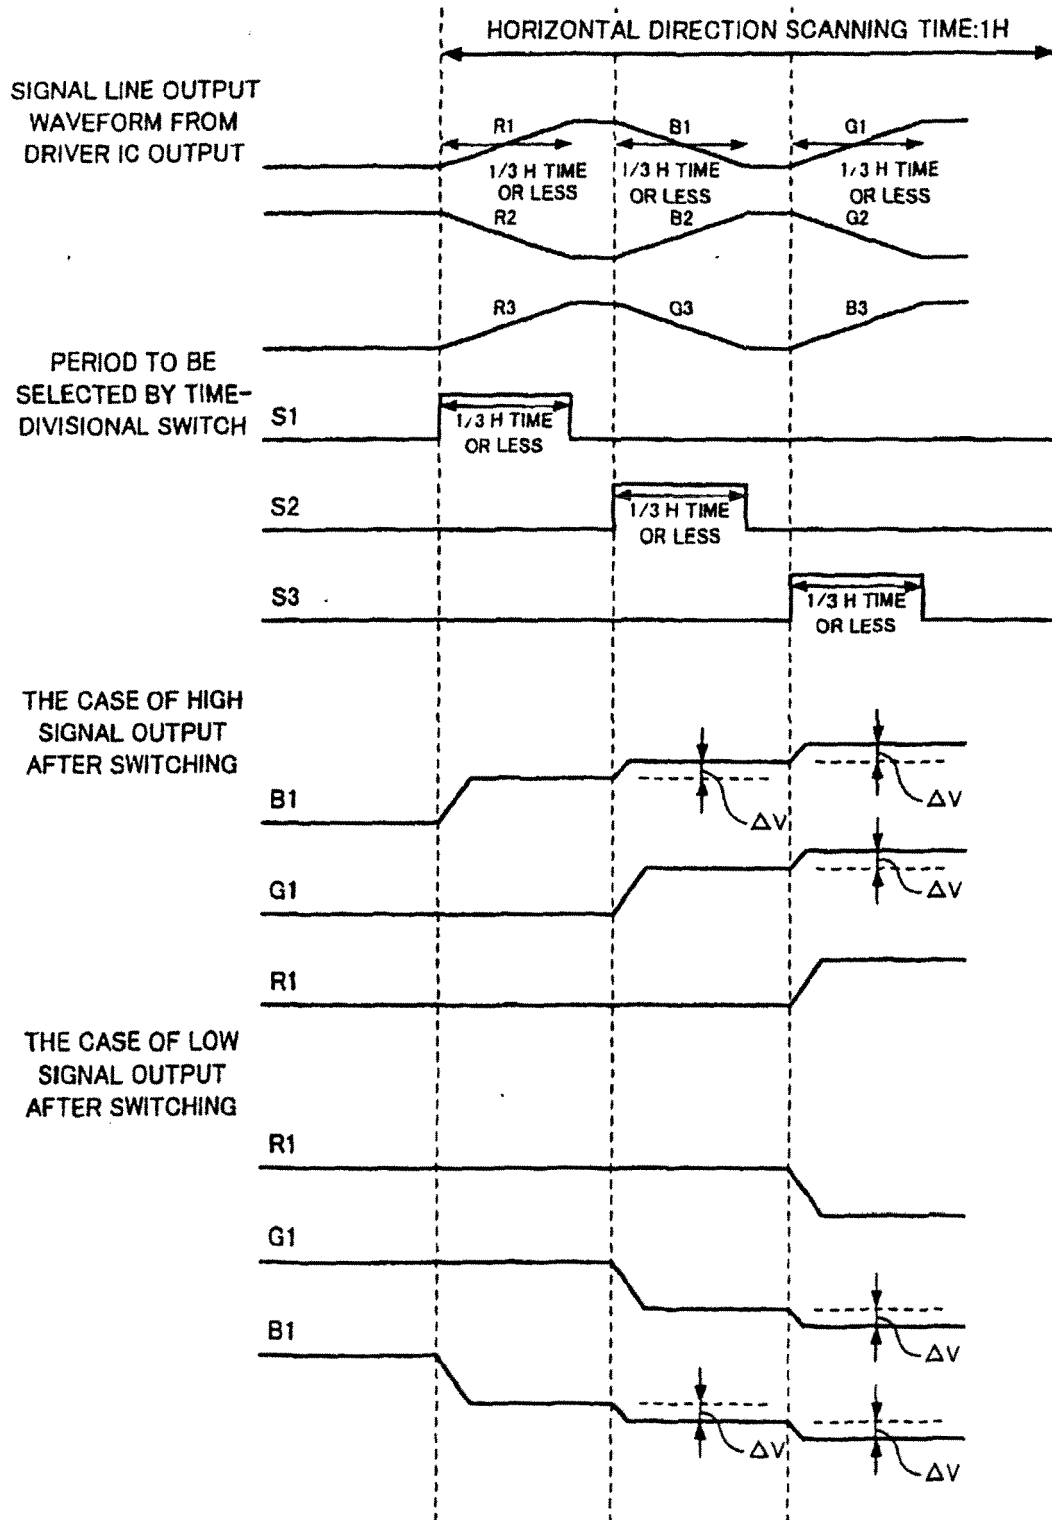 HORIZONTAL DIRECTION SCANNING TIME:1H
SIGNAL LINE OUTPUT
WAVEFORM FROM
DRIVER IC OUTPUT
R1
B1
G1
1/3 H TIME
OR LESS
1/3 H TIME
OR LESS
1/3 H TIME
OR LESS
R2
B2
G2
R3
G3
B3
PERIOD TO BE
SELECTED BY TIME-
DIVISIONAL SWITCH
S1
1/3 H TIME
OR LESS
S2
1/3 H TIME
OR LESS
S3
1/3 H TIME
OR LESS
THE CASE OF HIGH
SIGNAL OUTPUT
AFTER SWITCHING
B1
ΔV
ΔV
G1
ΔV
R1
THE CASE OF LOW
SIGNAL OUTPUT
AFTER SWITCHING
R1
G1
ΔV
B1
ΔV
ΔV